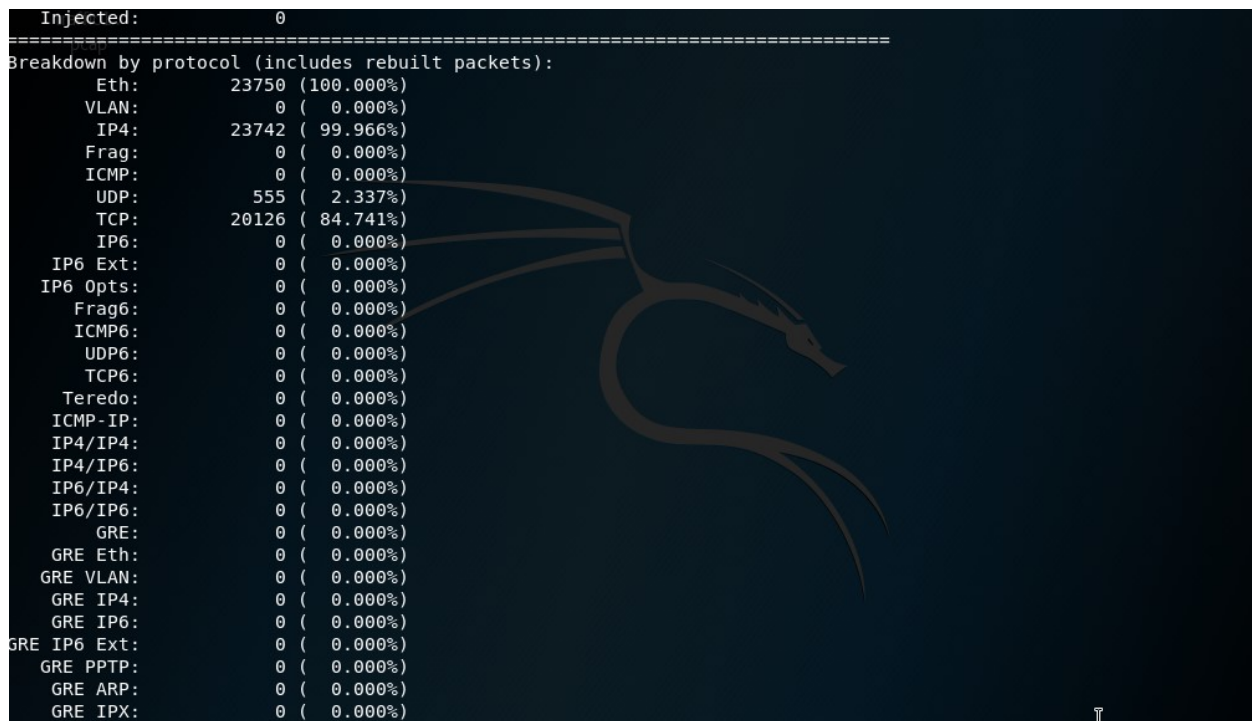 Injected: 0
===============================================================================
Breakdown by protocol (includes rebuilt packets):
Eth: 23750 (100.000%)
VLAN: 0 ( 0.000%)
IP4: 23742 ( 99.966%)
Frag: 0 ( 0.000%)
ICMP: 0 ( 0.000%)
UDP: 555 ( 2.337%)
TCP: 20126 ( 84.741%)
IP6: 0 ( 0.000%)
IP6 Ext: 0 ( 0.000%)
IP6 Opts: 0 ( 0.000%)
Frag6: 0 ( 0.000%)
ICMP6: 0 ( 0.000%)
UDP6: 0 ( 0.000%)
TCP6: 0 ( 0.000%)
Teredo: 0 ( 0.000%)
ICMP-IP: 0 ( 0.000%)
IP4/IP4: 0 ( 0.000%)
IP4/IP6: 0 ( 0.000%)
IP6/IP4: 0 ( 0.000%)
IP6/IP6: 0 ( 0.000%)
GRE: 0 ( 0.000%)
GRE Eth: 0 ( 0.000%)
GRE VLAN: 0 ( 0.000%)
GRE IP4: 0 ( 0.000%)
GRE IP6: 0 ( 0.000%)
GRE IP6 Ext: 0 ( 0.000%)
GRE PPTP: 0 ( 0.000%)
GRE ARP: 0 ( 0.000%)
GRE IPX: 0 ( 0.000%)